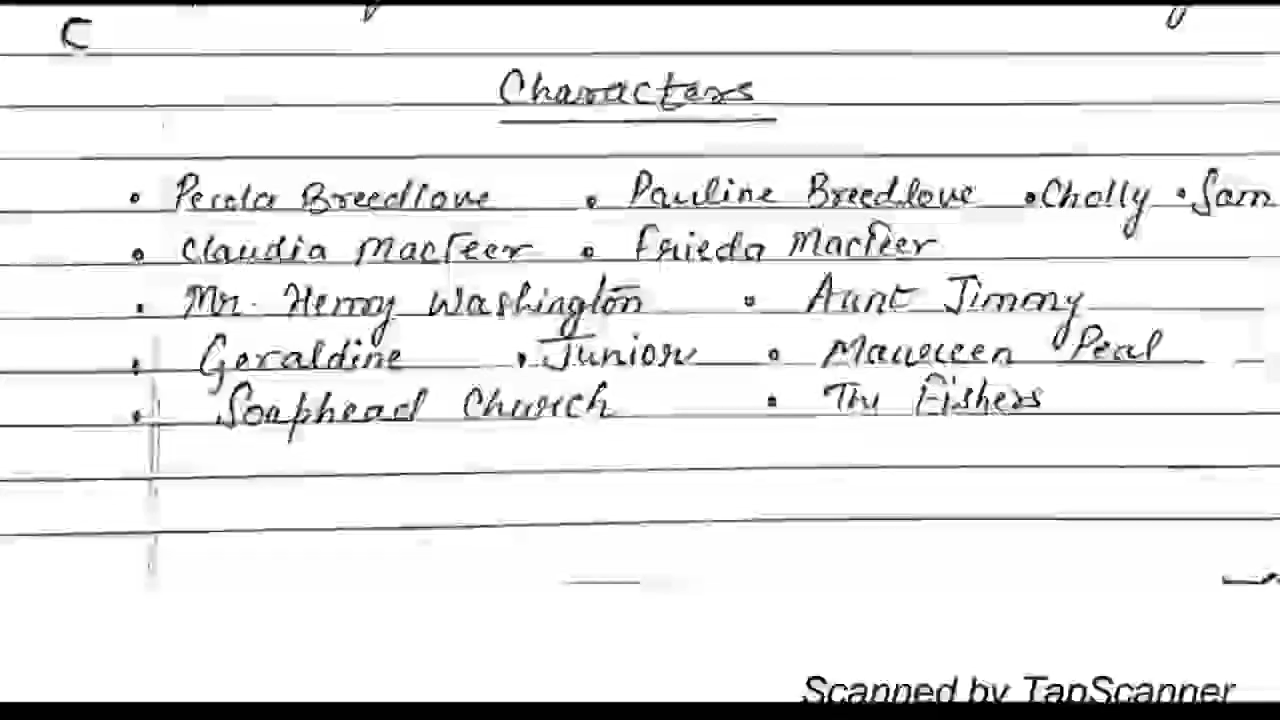 C
Characters
• Pecola Breedlove • Pauline Breedlove • Cholly • Sam
• Claudia MacTeer • Frieda MacTeer
• Mr. Henry Washington • Aunt Jimmy
• Geraldine • Junior • Maureen Peal
• Soaphead Church • The Fishers
Scanned by TapScanner